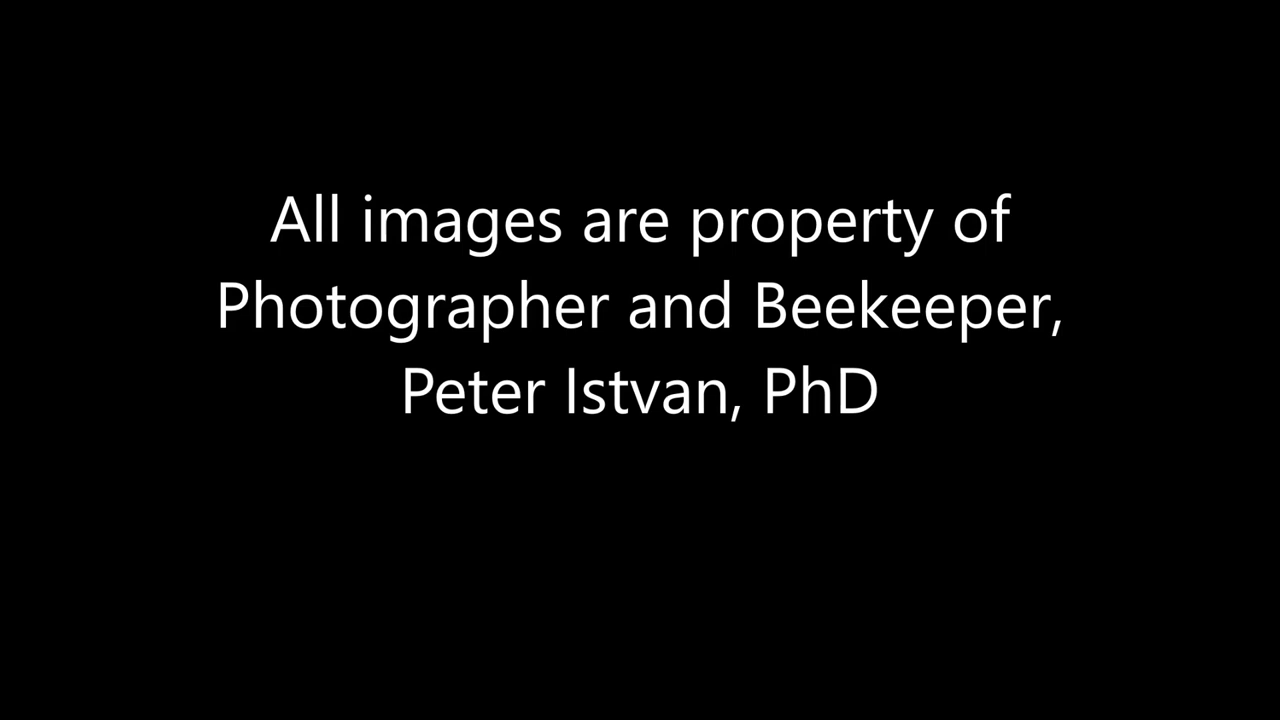 All images are property of
Photographer and Beekeeper,
Peter Istvan, PhD